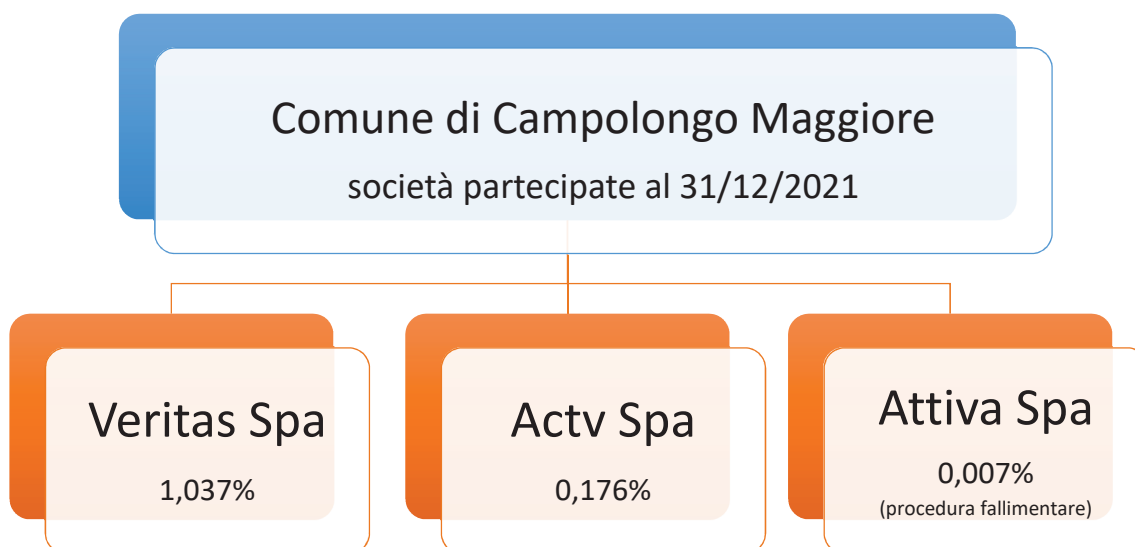 Comune di Campolongo Maggiore
società partecipate al 31/12/2021
Veritas Spa
1,037%
Actv Spa
0,176%
Attiva Spa
0,007%
(procedura fallimentare)